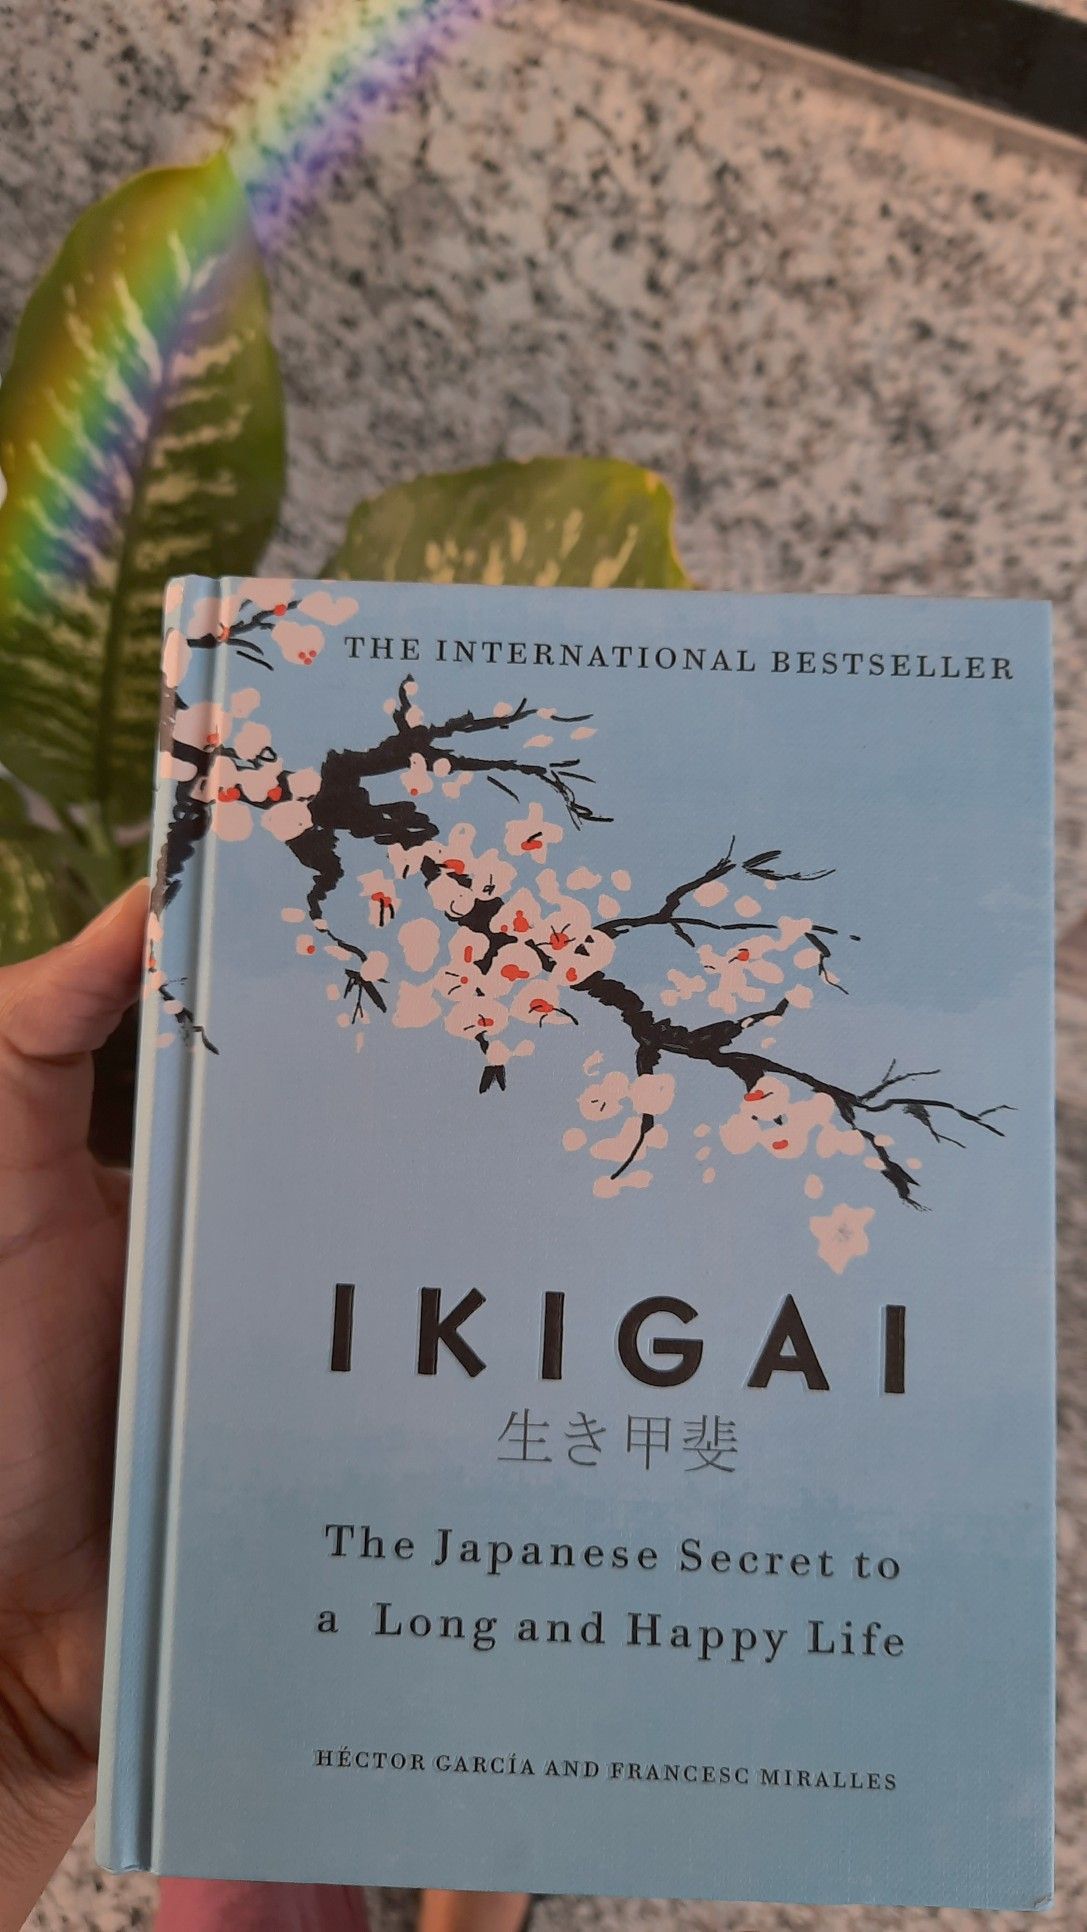 THE INTERNATIONAL BESTSELLER
IKIGAI
生き甲斐
The Japanese Secret to
a Long and Happy Life
HÉCTOR GARCÍA AND FRANCESC MIRALLES